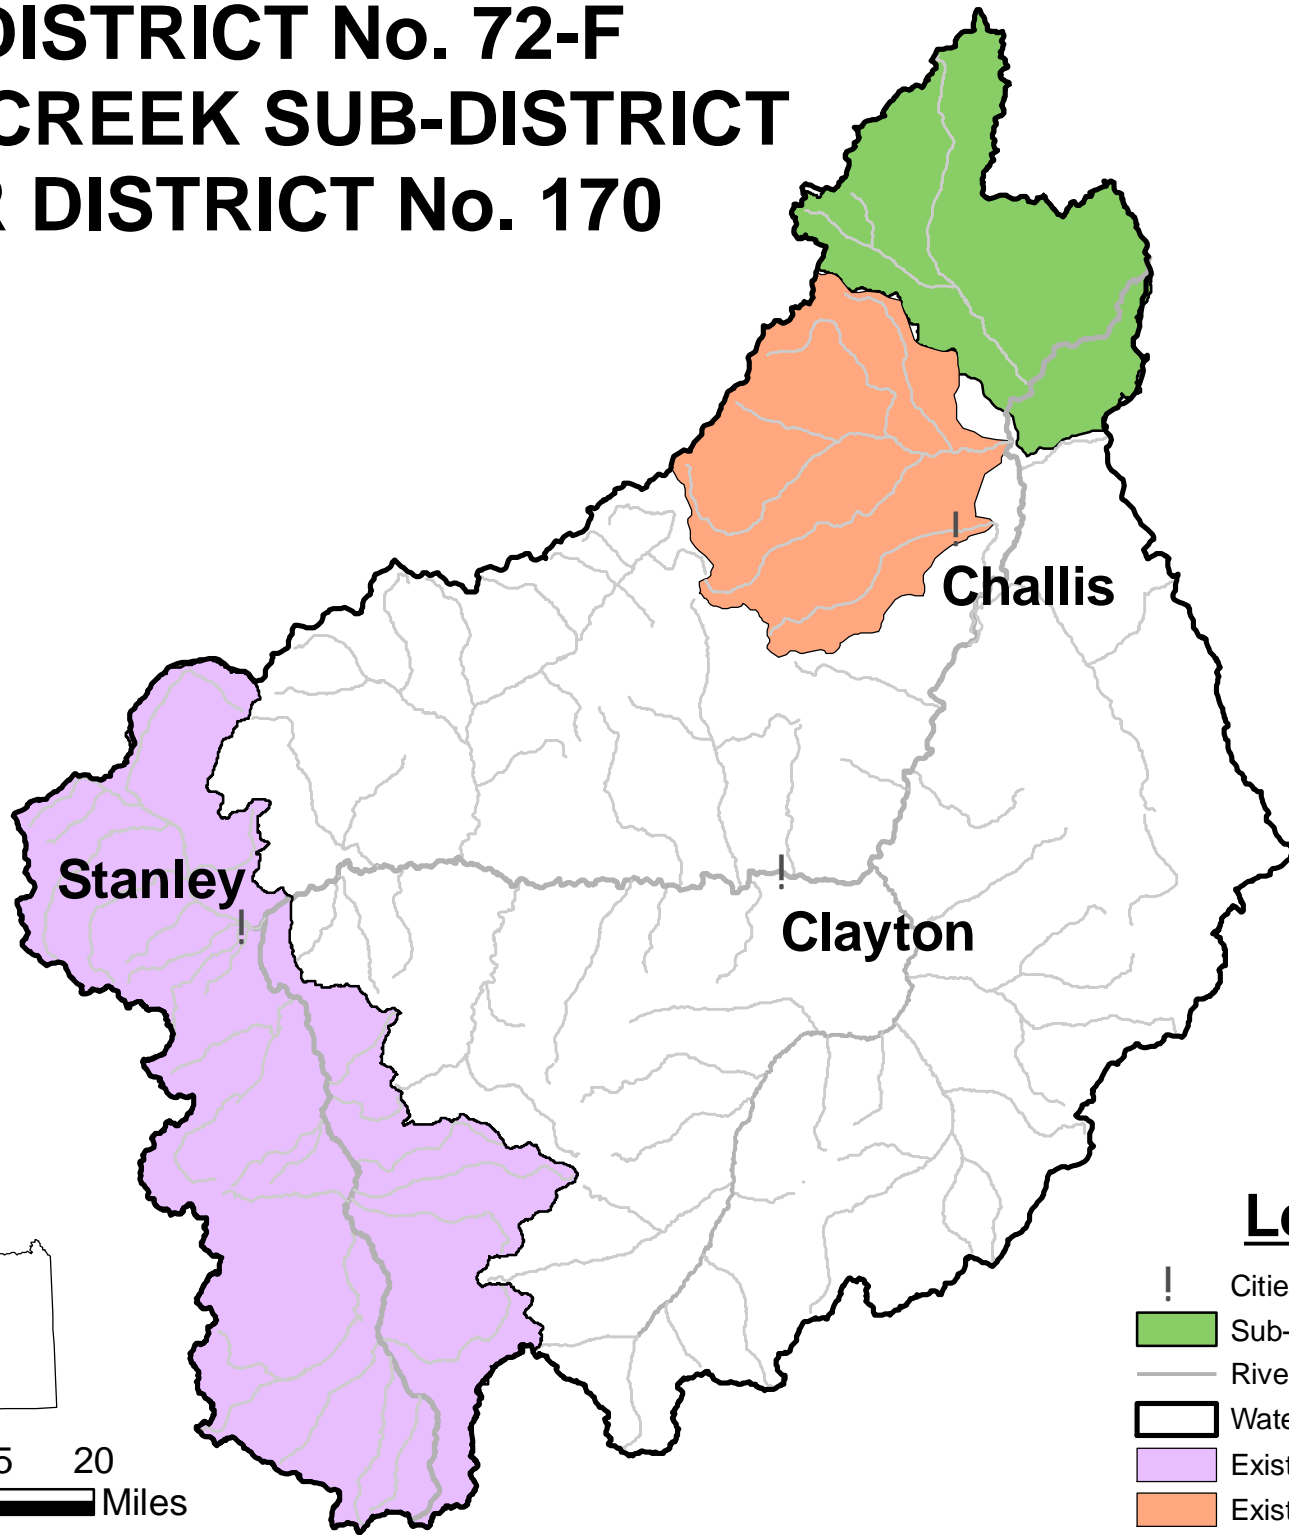 DISTRICT No. 72-F
CREEK SUB-DISTRICT
R DISTRICT No. 170
Challis
Stanley
Clayton
Citie
Sub-
Rive
Wate
Exist
Exist
5 20
Miles